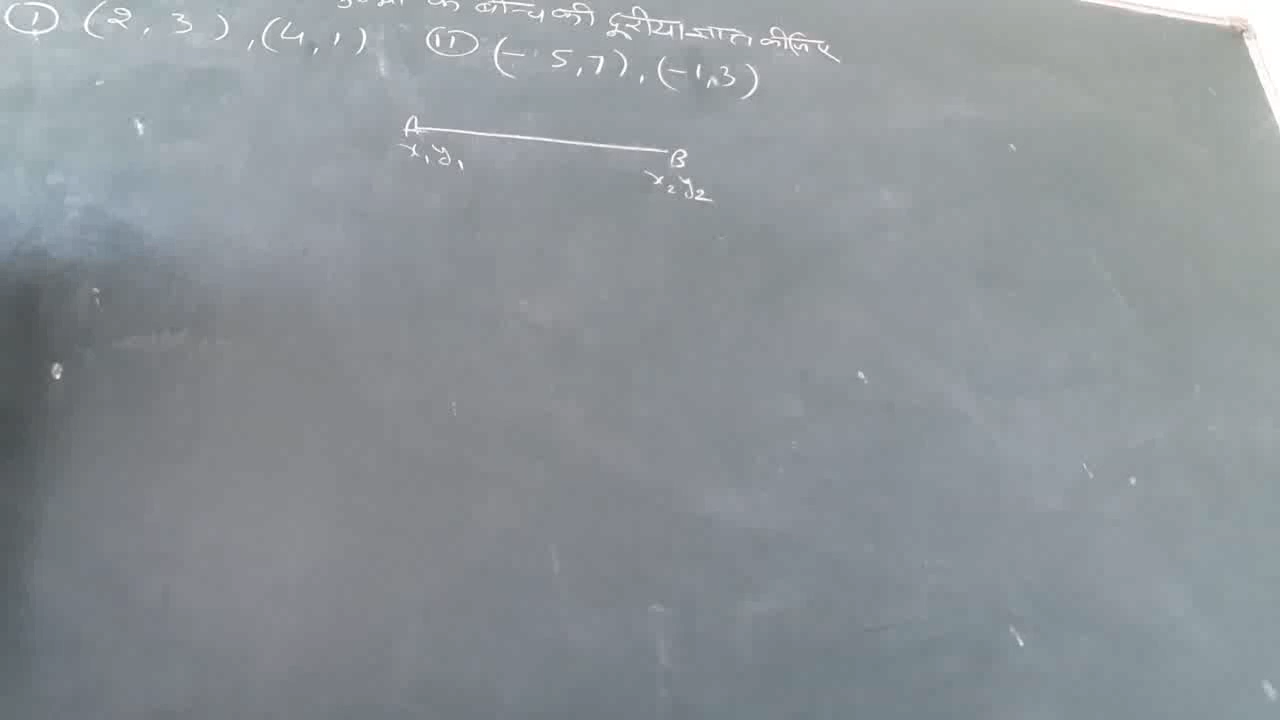 के बीच की दूरीया ज्ञात कीजिए
(I) (2, 3), (4, 1) (II) (-5, 7), (-1, 3)
A B
x₁ y₁ x₂ y₂